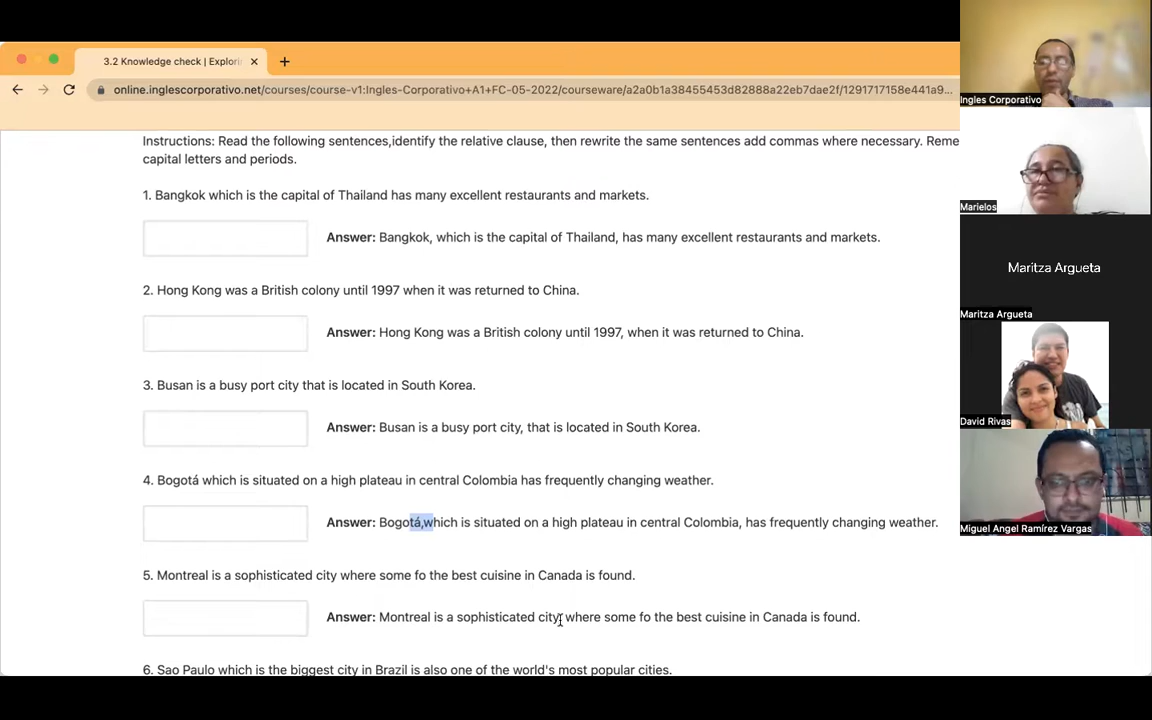 3.2 Knowledge check | Explori
online.inglescorporativo.net/courses/course-v1:Ingles-Corporativo+A1+FC-05-2022/courseware/a2a0b1a38455453d82888a22eb7dae2f/1291717158e441a9...
Instructions: Read the following sentences,identify the relative clause, then rewrite the same sentences add commas where necessary. Reme
capital letters and periods.
1. Bangkok which is the capital of Thailand has many excellent restaurants and markets.
Answer: Bangkok, which is the capital of Thailand, has many excellent restaurants and markets.
2. Hong Kong was a British colony until 1997 when it was returned to China.
Answer: Hong Kong was a British colony until 1997, when it was returned to China.
3. Busan is a busy port city that is located in South Korea.
Answer: Busan is a busy port city, that is located in South Korea.
4. Bogotá which is situated on a high plateau in central Colombia has frequently changing weather.
Answer: Bogotá,which is situated on a high plateau in central Colombia, has frequently changing weather.
5. Montreal is a sophisticated city where some fo the best cuisine in Canada is found.
Answer: Montreal is a sophisticated city, where some fo the best cuisine in Canada is found.
6. Sao Paulo which is the biggest city in Brazil is also one of the world's most popular cities.
Ingles Corporativo
Marielos
Maritza Argueta
Maritza Argueta
David Rivas
Miguel Angel Ramírez Vargas